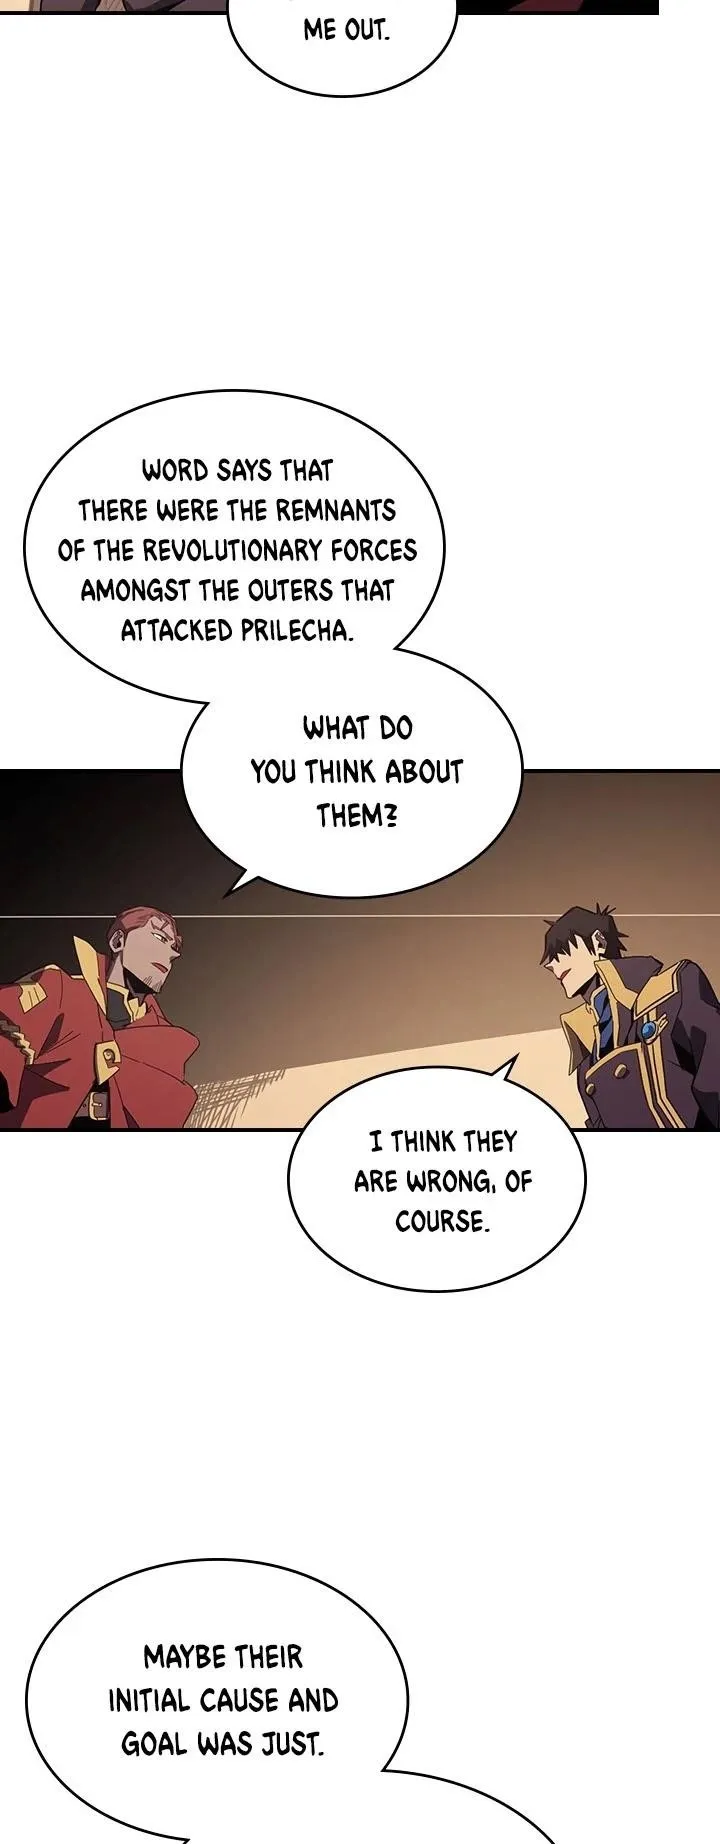 ME OUT.
WORD SAYS THAT
THERE WERE THE REMNANTS
OF THE REVOLUTIONARY FORCES
AMONGST THE OUTERS THAT
ATTACKED PRILECHA.
WHAT DO
YOU THINK ABOUT
THEM?
I THINK THEY
ARE WRONG, OF
COURSE.
MAYBE THEIR
INITIAL CAUSE AND
GOAL WAS JUST.